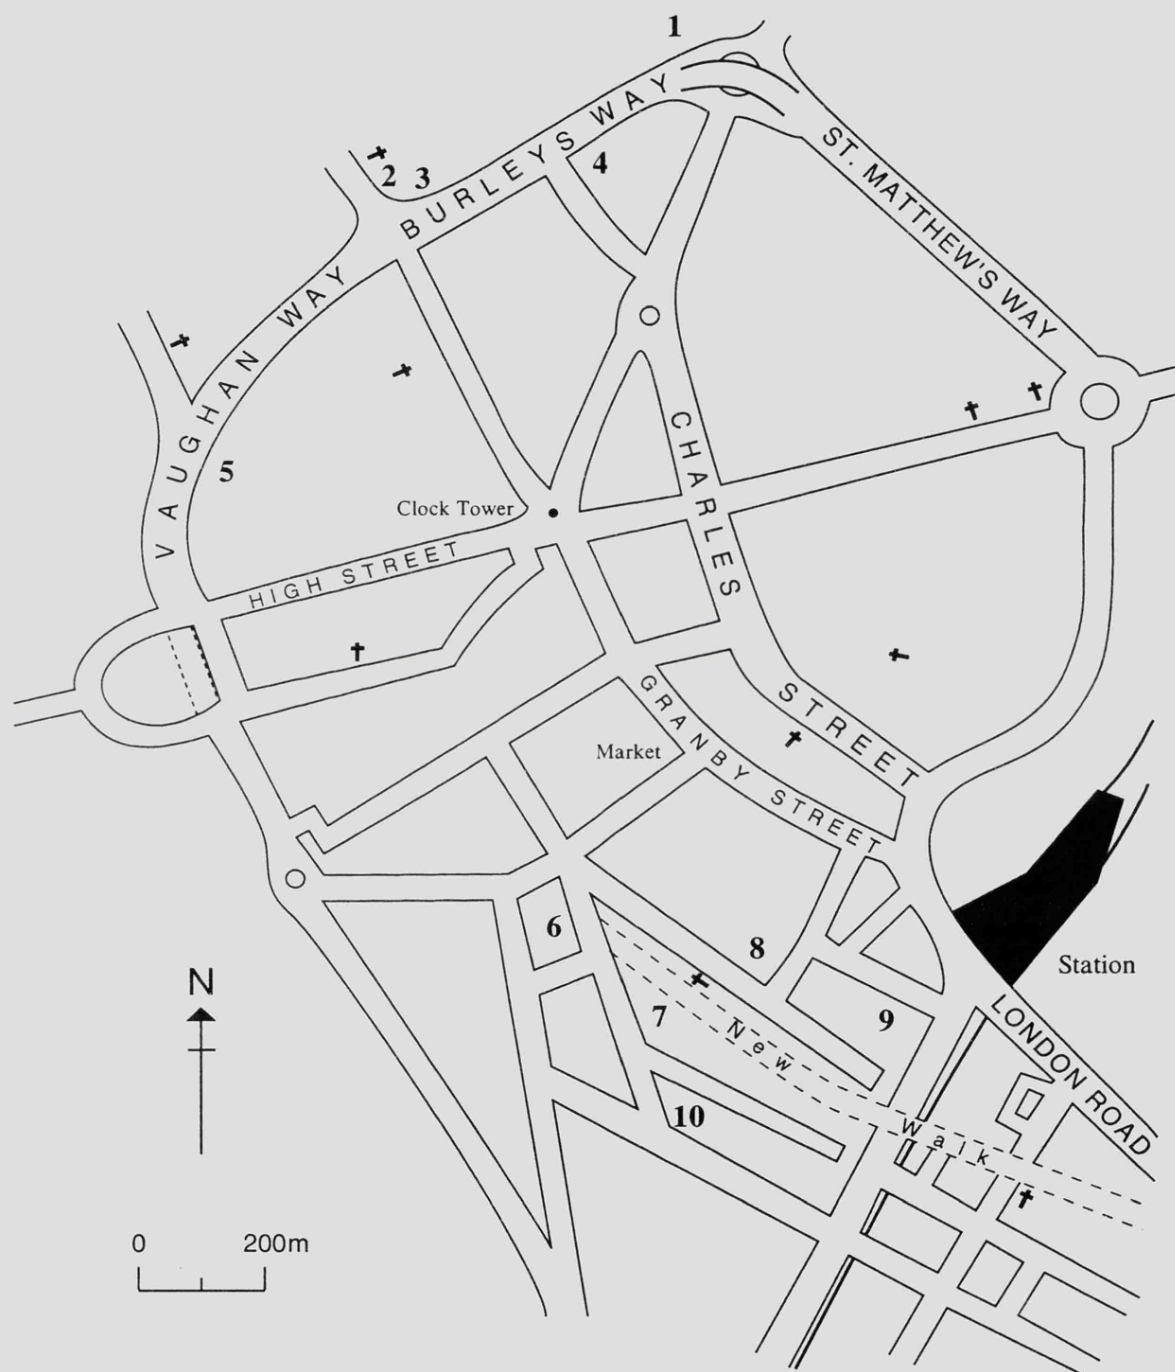 1
BURLEYS WAY
ST. MATTHEW'S WAY
2 3
4
VAUGHAN WAY
5
CHARLES STREET
Clock Tower
HIGH STREET
GRANBY STREET
Market
6
8
Station
N
7
New Walk
9
LONDON ROAD
10
0 200m